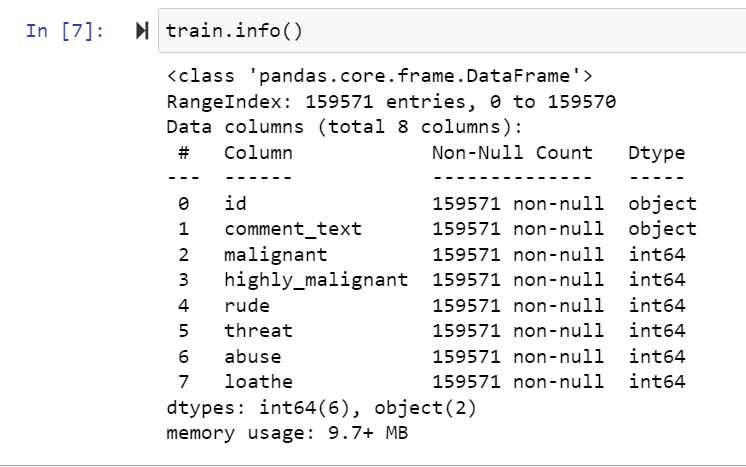 In [7]: train.info()
<class 'pandas.core.frame.DataFrame'>
RangeIndex: 159571 entries, 0 to 159570
Data columns (total 8 columns):
 #   Column            Non-Null Count   Dtype
---  ------            --------------   -----
 0   id                159571 non-null  object
 1   comment_text      159571 non-null  object
 2   malignant         159571 non-null  int64
 3   highly_malignant  159571 non-null  int64
 4   rude              159571 non-null  int64
 5   threat            159571 non-null  int64
 6   abuse             159571 non-null  int64
 7   loathe            159571 non-null  int64
dtypes: int64(6), object(2)
memory usage: 9.7+ MB